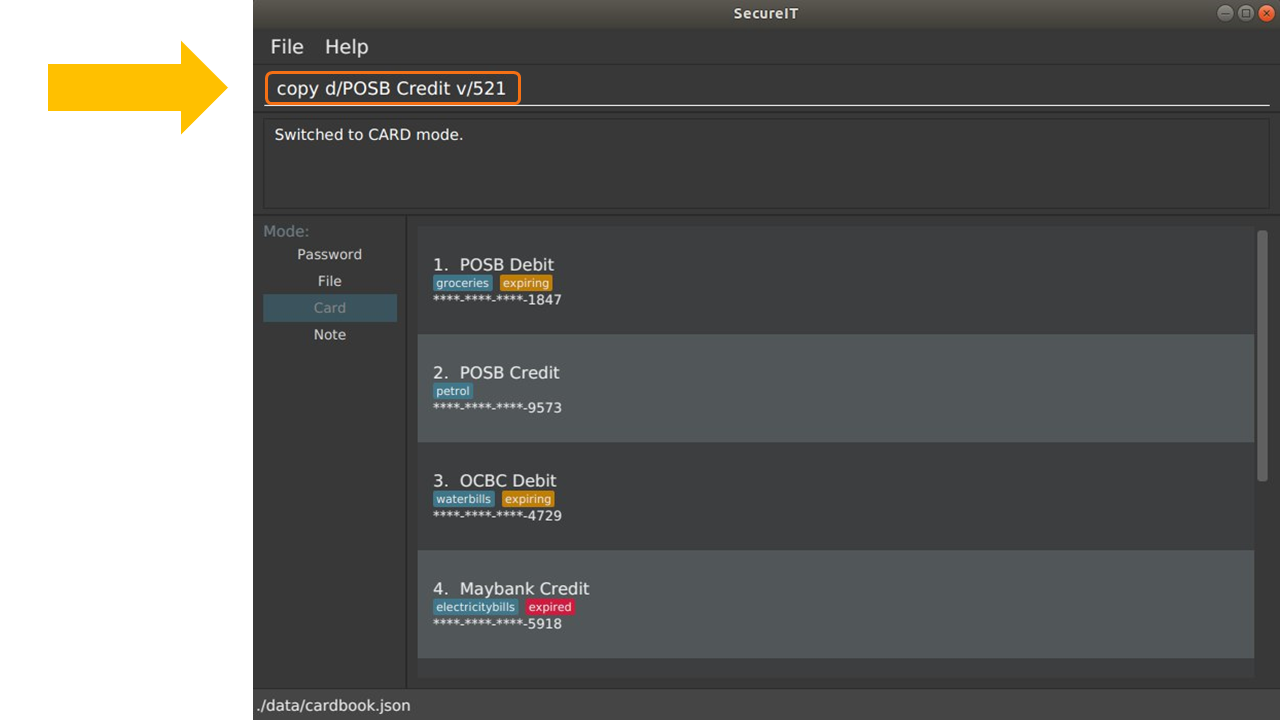 SecureIT
File Help
copy d/POSB Credit v/521
Switched to CARD mode.
Mode:
Password
File
Card
Note
1. POSB Debit
groceries expiring
****-****-****-1847
2. POSB Credit
petrol
****-****-****-9573
3. OCBC Debit
waterbills expiring
****-****-****-4729
4. Maybank Credit
electricitybills expired
****-****-****-5918
./data/cardbook.json